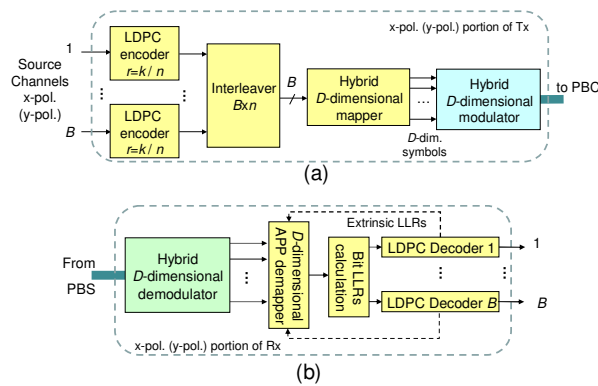 x-pol. (y-pol.) portion of Tx
Source
Channels
x-pol.
(y-pol.)
1
...
B
LDPC
encoder
r=k / n
...
LDPC
encoder
r=k / n
Interleaver
Bxn
B
Hybrid
D-dimensional
mapper
...
D-dim.
symbols
Hybrid
D-dimensional
modulator
to PBC
(a)
From
PBS
Hybrid
D-dimensional
demodulator
...
D-dimensional
APP demapper
Extrinsic LLRs
Bit LLRs
calculation
LDPC Decoder 1
...
LDPC Decoder B
1
...
B
x-pol. (y-pol.) portion of Rx
(b)